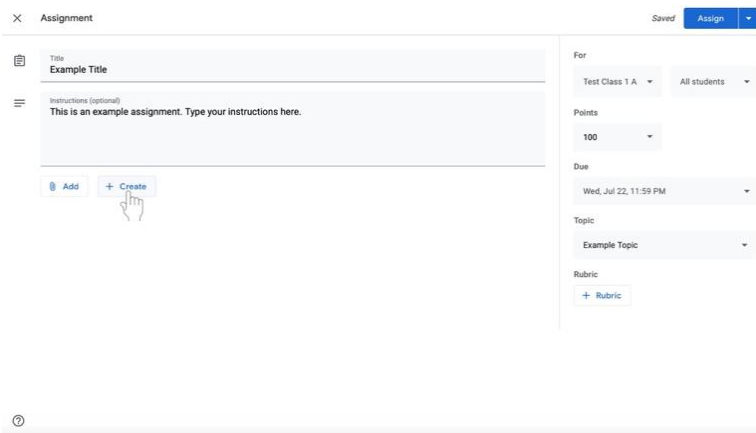 Assignment
Saved
Assign
Title
Example Title
Instructions (optional)
This is an example assignment. Type your instructions here.
Add
+ Create
For
Test Class 1 A
All students
Points
100
Due
Wed, Jul 22, 11:59 PM
Topic
Example Topic
Rubric
+ Rubric